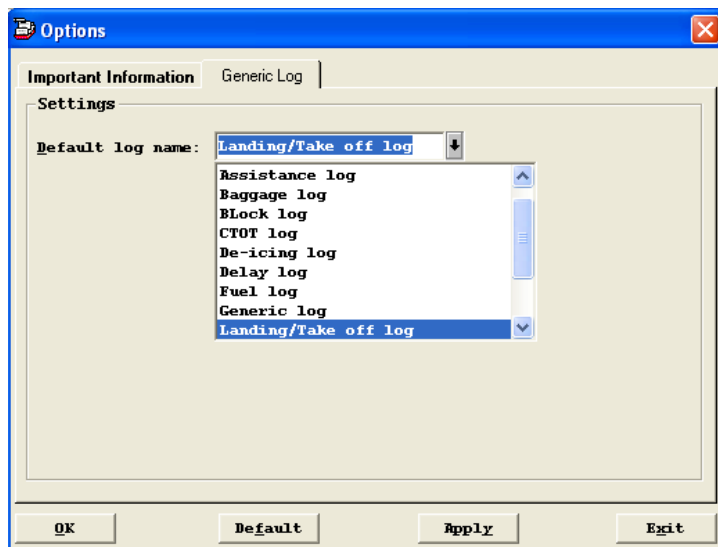 Options
Important Information Generic Log
Settings
Default log name: Landing/Take off log
Assistance log
Baggage log
BLock log
CTOT log
De-icing log
Delay log
Fuel log
Generic log
Landing/Take off log
OK Default Apply Exit